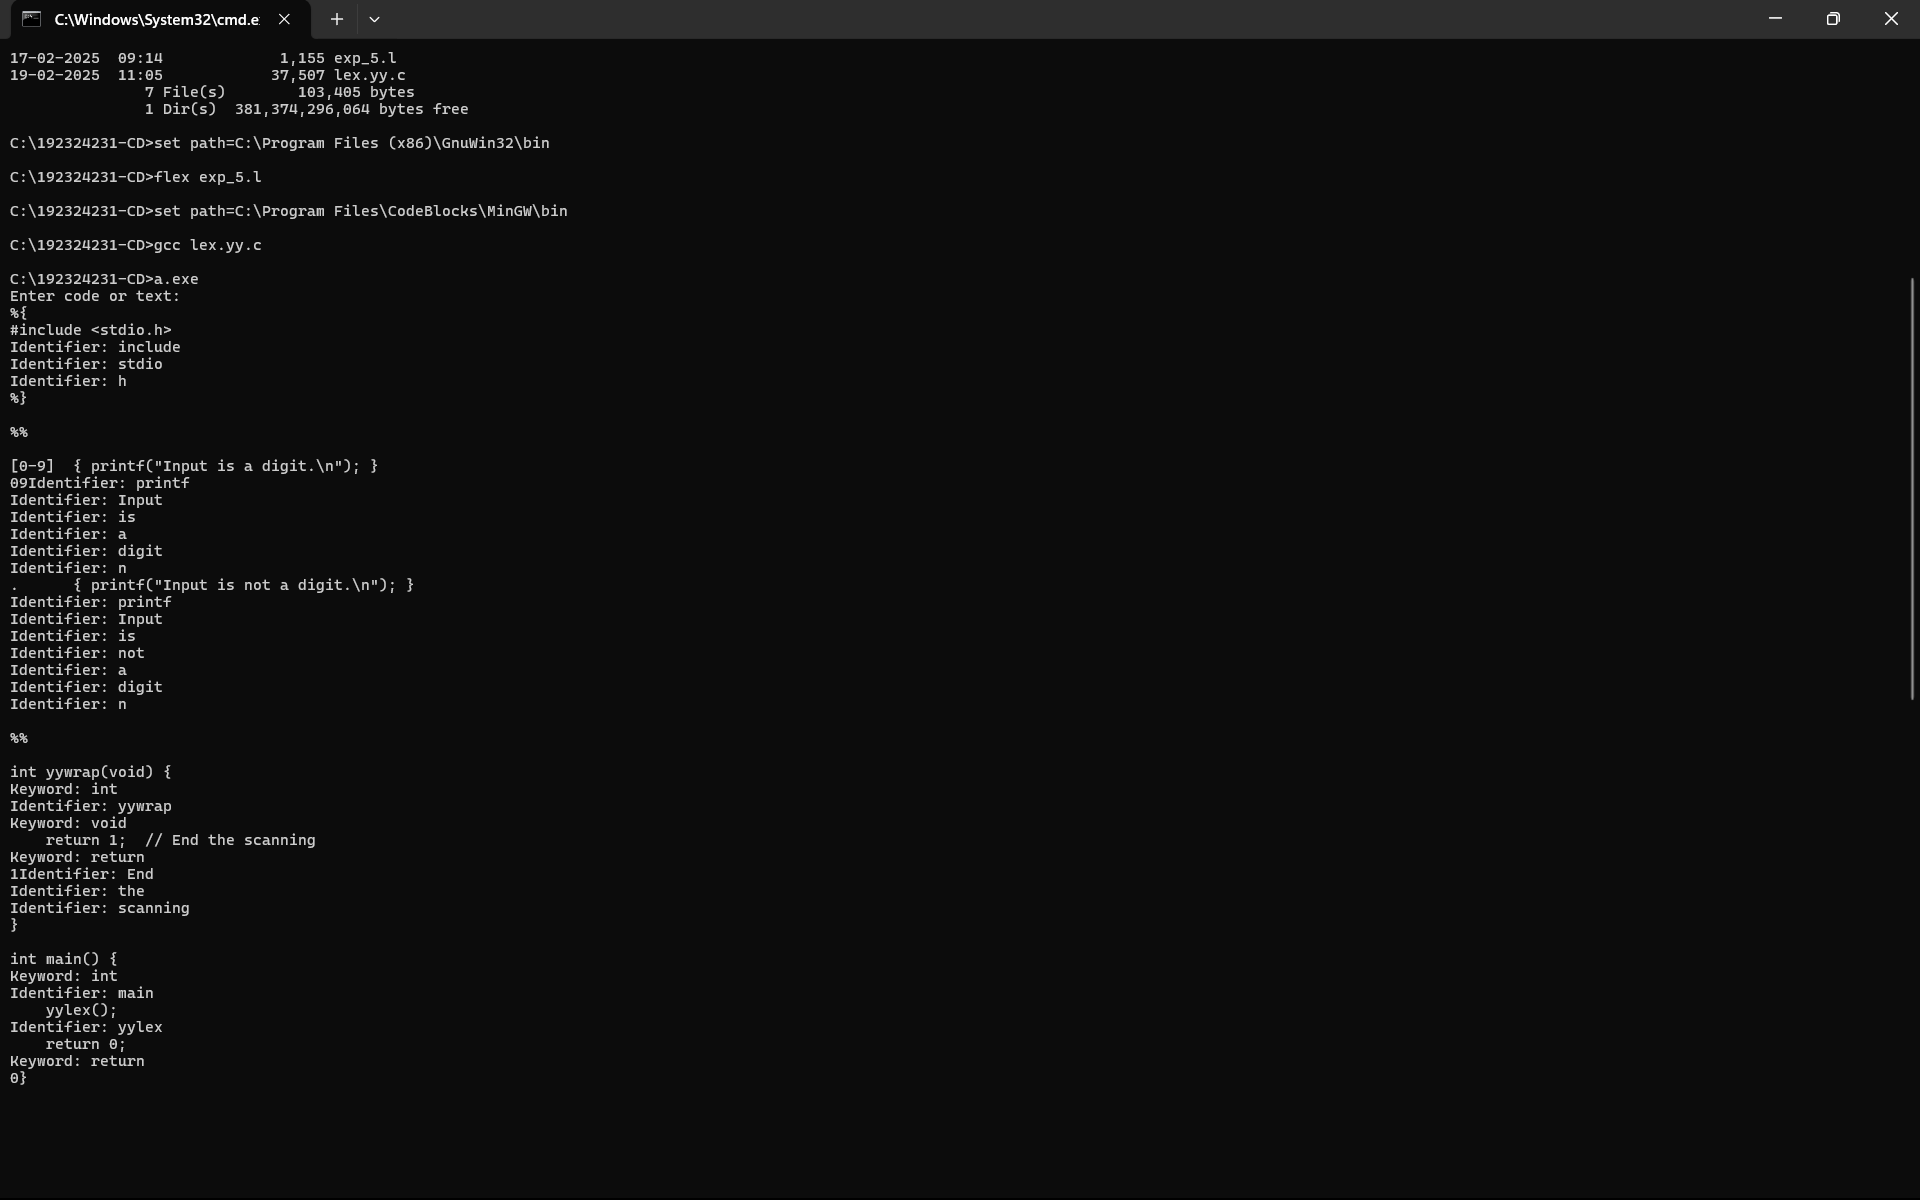 C:\Windows\System32\cmd.e
17-02-2025  09:14             1,155 exp_5.l
19-02-2025  11:05            37,507 lex.yy.c
               7 File(s)        103,405 bytes
               1 Dir(s)  381,374,296,064 bytes free
C:\192324231-CD>set path=C:\Program Files (x86)\GnuWin32\bin
C:\192324231-CD>flex exp_5.l
C:\192324231-CD>set path=C:\Program Files\CodeBlocks\MinGW\bin
C:\192324231-CD>gcc lex.yy.c
C:\192324231-CD>a.exe
Enter code or text:
%{
#include <stdio.h>
Identifier: include
Identifier: stdio
Identifier: h
%}
%%
[0-9]  { printf("Input is a digit.\n"); }
09Identifier: printf
Identifier: Input
Identifier: is
Identifier: a
Identifier: digit
Identifier: n
.      { printf("Input is not a digit.\n"); }
Identifier: printf
Identifier: Input
Identifier: is
Identifier: not
Identifier: a
Identifier: digit
Identifier: n
%%
int yywrap(void) {
Keyword: int
Identifier: yywrap
Keyword: void
    return 1;  // End the scanning
Keyword: return
1Identifier: End
Identifier: the
Identifier: scanning
}
int main() {
Keyword: int
Identifier: main
    yylex();
Identifier: yylex
    return 0;
Keyword: return
0}